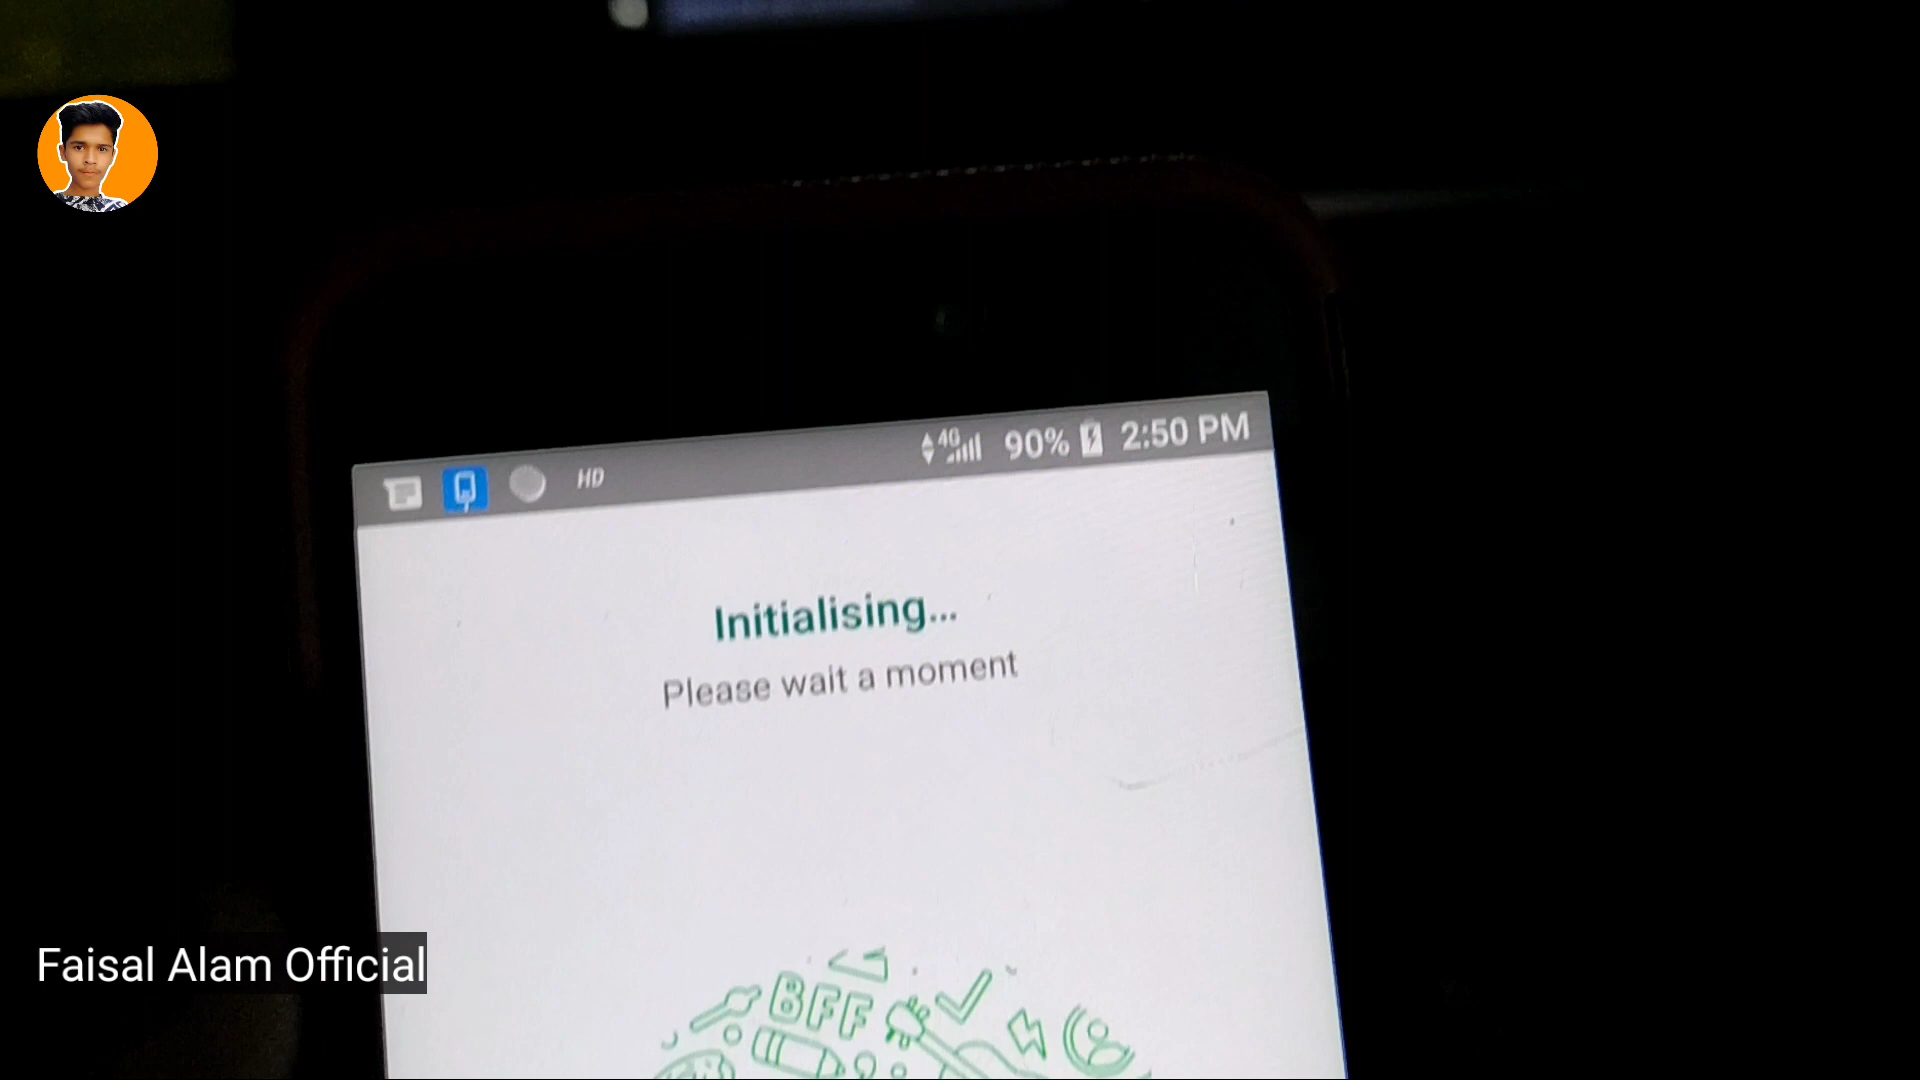 HD 4G 90% 2:50 PM
Initialising...
Please wait a moment
BFF
Faisal Alam Official